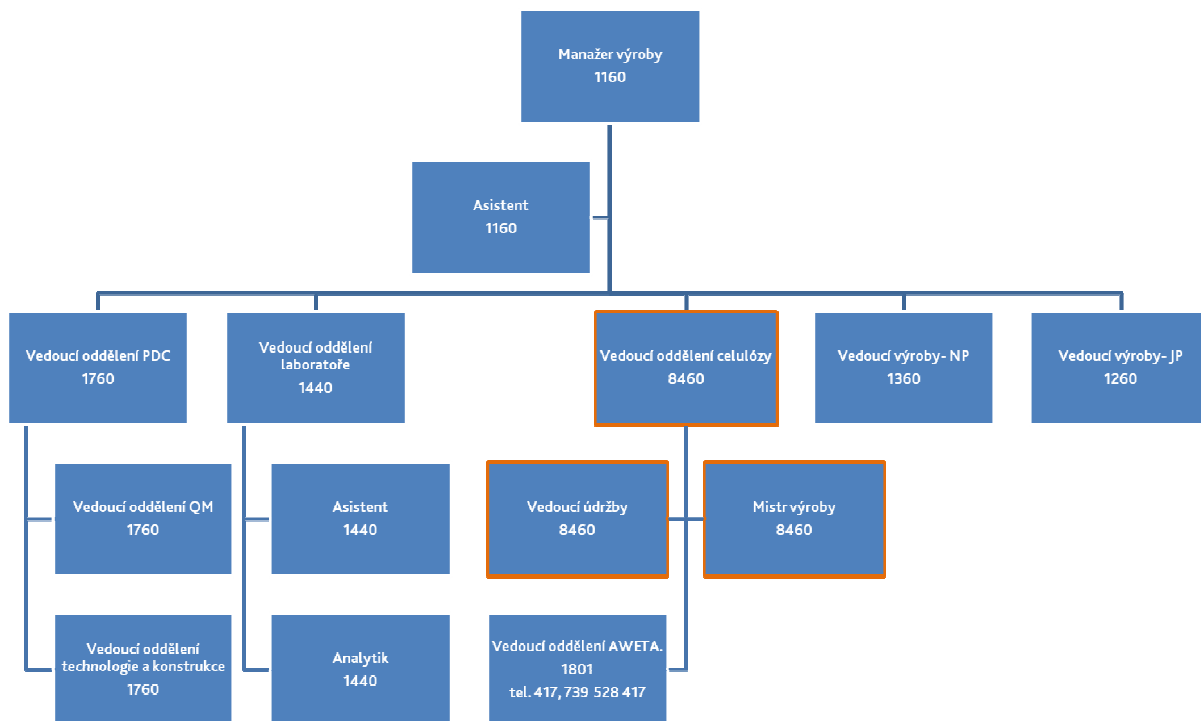 Manažer výroby
1160
Asistent
1160
Vedoucí oddělení PDC
1760
Vedoucí oddělení
laboratoře
1440
Vedoucí oddělení celulózy
8460
Vedoucí výroby- NP
1360
Vedoucí výroby- JP
1260
Vedoucí oddělení QM
1760
Asistent
1440
Vedoucí údržby
8460
Mistr výroby
8460
Vedoucí oddělení
technologie a konstrukce
1760
Analytik
1440
Vedoucí oddělení AWETA.
1801
tel. 417, 739 528 417